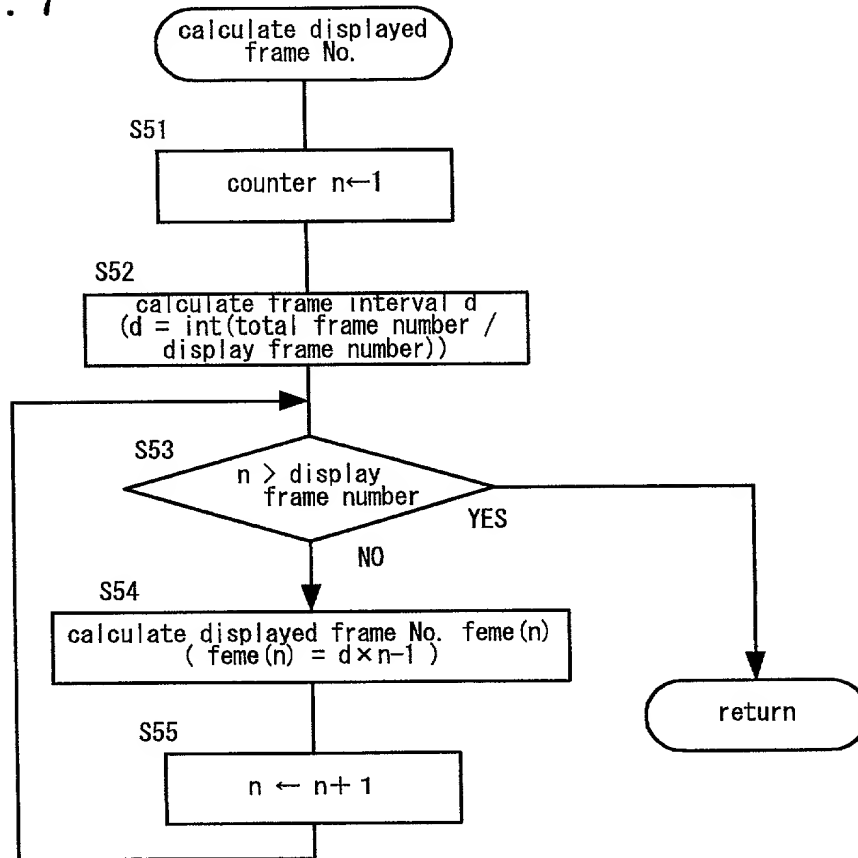 calculate displayed
frame No.
S51
counter n←1
S52
calculate frame interval d
(d = int(total frame number /
display frame number))
S53
n > display
frame number
YES
NO
S54
calculate displayed frame No. feme(n)
( feme(n) = d×n-1 )
S55
n ← n+1
return